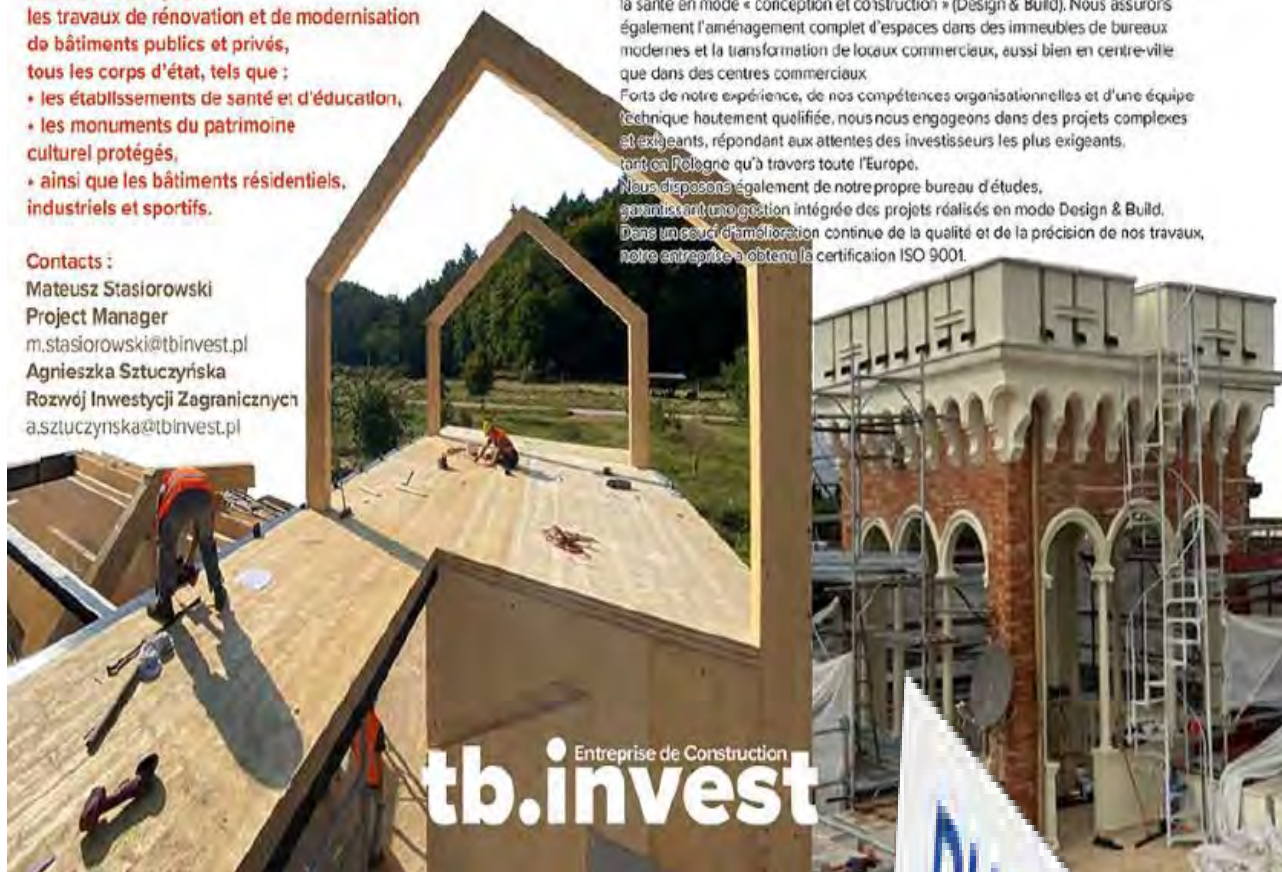 les travaux de rénovation et de modernisation
de bâtiments publics et privés,
tous les corps d'état, tels que :
• les établissements de santé et d'éducation,
• les monuments du patrimoine
culturel protégés,
• ainsi que les bâtiments résidentiels,
industriels et sportifs.
Contacts :
Mateusz Stasiorowski
Project Manager
m.stasiorowski@tbinvest.pl
Agnieszka Sztuczyńska
Rozwój Inwestycji Zagranicznych
a.sztuczynska@tbinvest.pl
la santé en mode « conception et construction » (Design & Build). Nous assurons
également l'aménagement complet d'espaces dans des immeubles de bureaux
modernes et la transformation de locaux commerciaux, aussi bien en centre-ville
que dans des centres commerciaux
Forts de notre expérience, de nos compétences organisationnelles et d'une équipe
technique hautement qualifiée, nous nous engageons dans des projets complexes
et exigeants, répondant aux attentes des investisseurs les plus exigeants,
tant en Pologne qu'à travers toute l'Europe.
Nous disposons également de notre propre bureau d'études,
garantissant une gestion intégrée des projets réalisés en mode Design & Build.
Dans un souci d'amélioration continue de la qualité et de la précision de nos travaux,
notre entreprise a obtenu la certification ISO 9001.
Entreprise de Construction
tb.invest